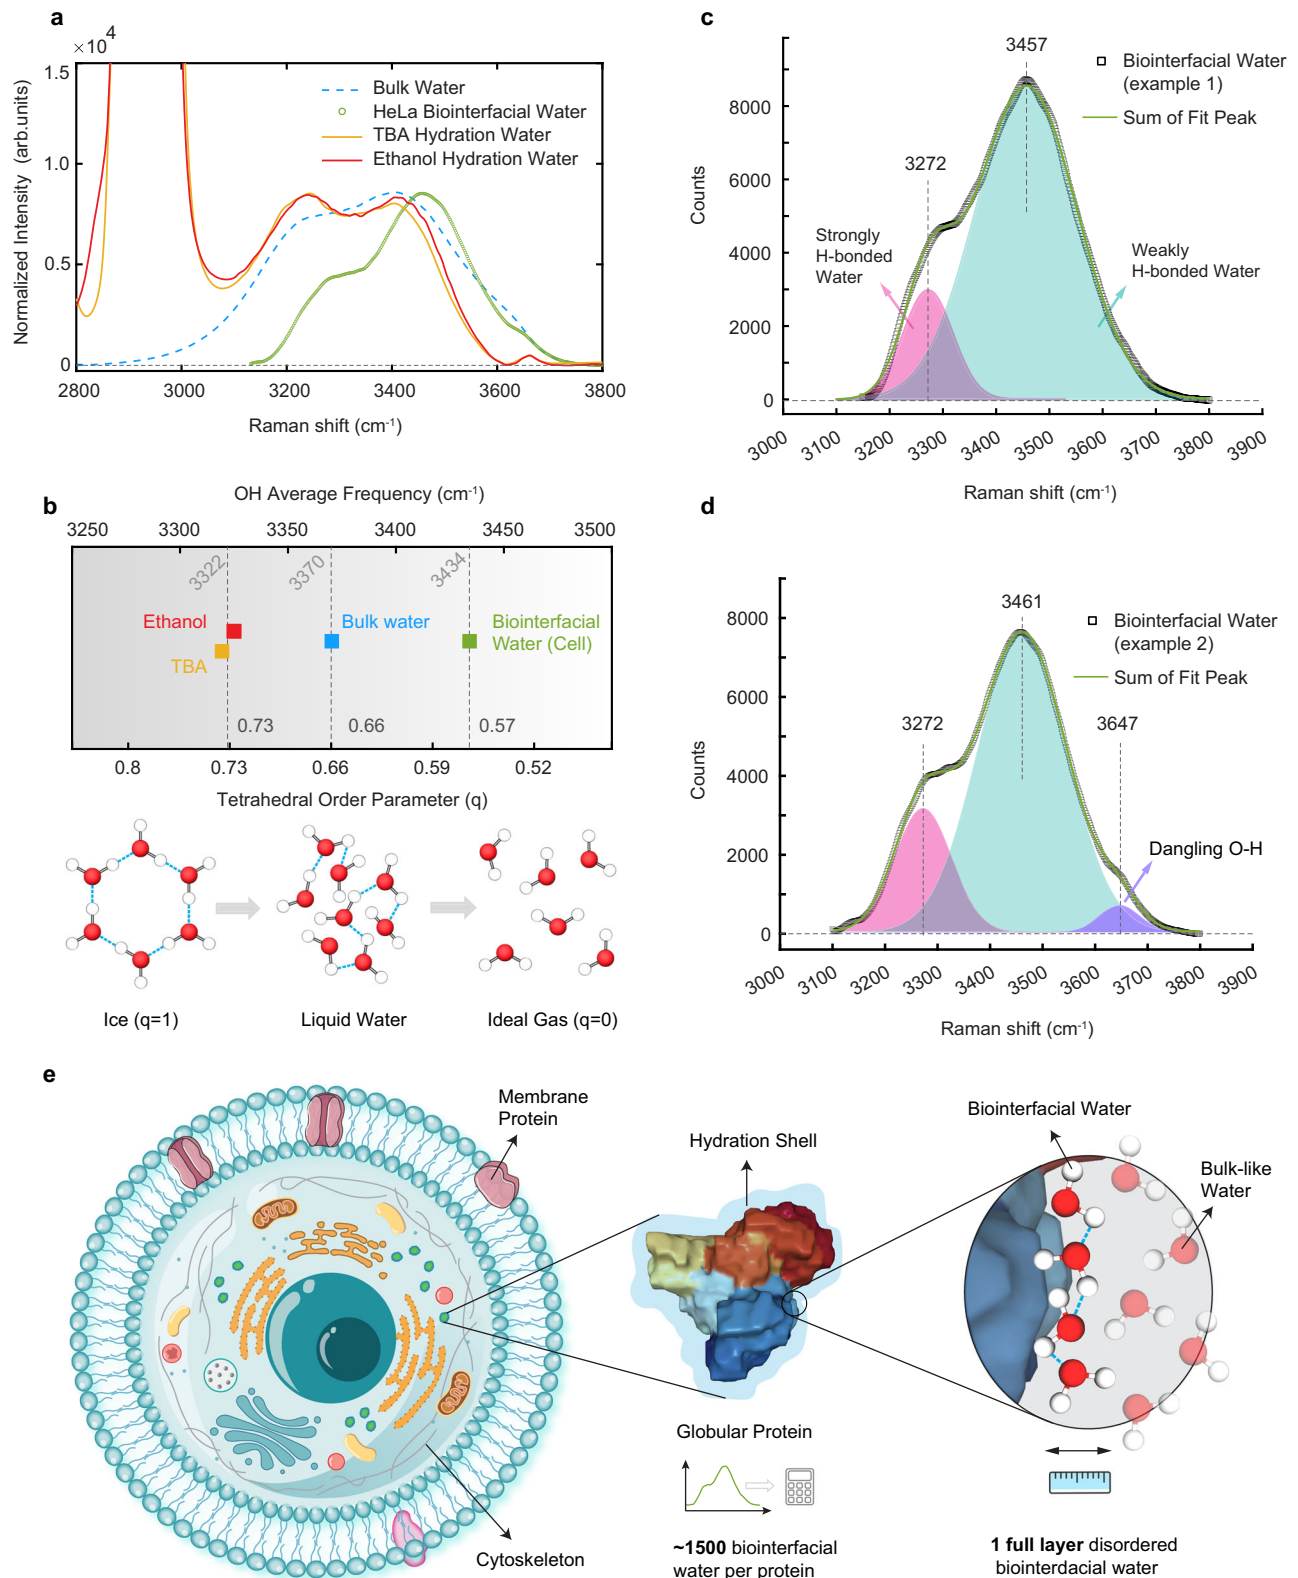 a
×10⁴
1.5
1.0
0.5
0
2800
3000
3200
3400
3600
3800
Normalized Intensity (arb.units)
Raman shift (cm⁻¹)
Bulk Water
HeLa Biointerfacial Water
TBA Hydration Water
Ethanol Hydration Water
c
3457
3272
Biointerfacial Water
(example 1)
Sum of Fit Peak
Strongly
H-bonded
Water
Weakly
H-bonded Water
Counts
8000
6000
4000
2000
0
3000
3100
3200
3300
3400
3500
3600
3700
3800
3900
Raman shift (cm⁻¹)
b
OH Average Frequency (cm⁻¹)
3250
3300
3350
3400
3450
3500
3322
3370
3434
Ethanol
TBA
Bulk water
Biointerfacial
Water (Cell)
0.73
0.66
0.57
0.8
0.73
0.66
0.59
0.52
Tetrahedral Order Parameter (q)
Ice (q=1)
Liquid Water
Ideal Gas (q=0)
d
3461
3272
3647
Biointerfacial Water
(example 2)
Sum of Fit Peak
Dangling O-H
Counts
8000
6000
4000
2000
0
3000
3100
3200
3300
3400
3500
3600
3700
3800
3900
Raman shift (cm⁻¹)
e
Membrane
Protein
Cytoskeleton
Hydration Shell
Globular Protein
~1500 biointerfacial
water per protein
Biointerfacial Water
Bulk-like
Water
1 full layer disordered
biointerdacial water